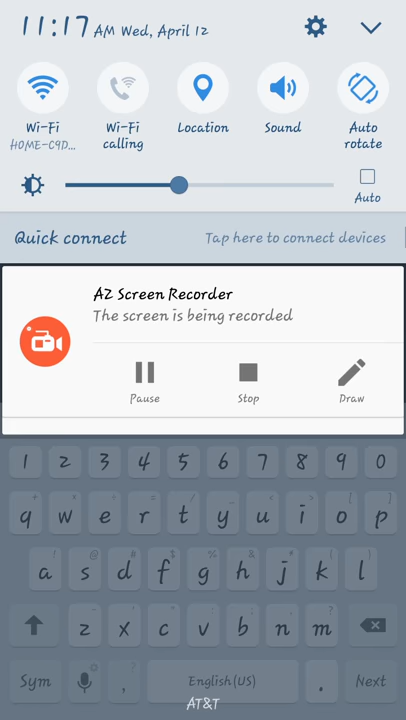 11:17 AM Wed, April 12
Wi-Fi
HOME-C9D...
Wi-Fi calling
Location
Sound
Auto rotate
Auto
Quick connect Tap here to connect devices
AZ Screen Recorder
The screen is being recorded
Pause Stop Draw
1 2 3 4 5 6 7 8 9 0
q w e r t y u i o p
a s d f g h j k l
z x c v b n m
Sym , English(US) . Next
AT&T